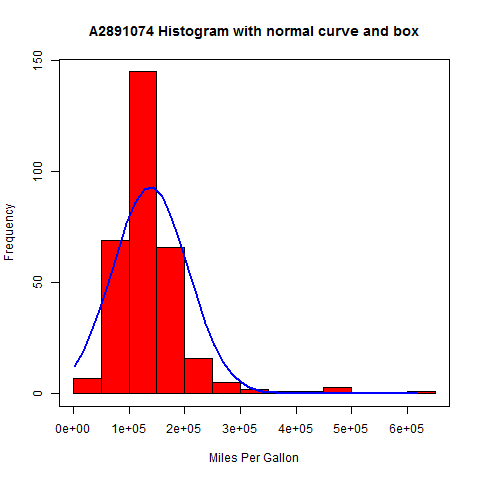 A2891074 Histogram with normal curve and box
150
100
50
0
Frequency
0e+00 1e+05 2e+05 3e+05 4e+05 5e+05 6e+05
Miles Per Gallon